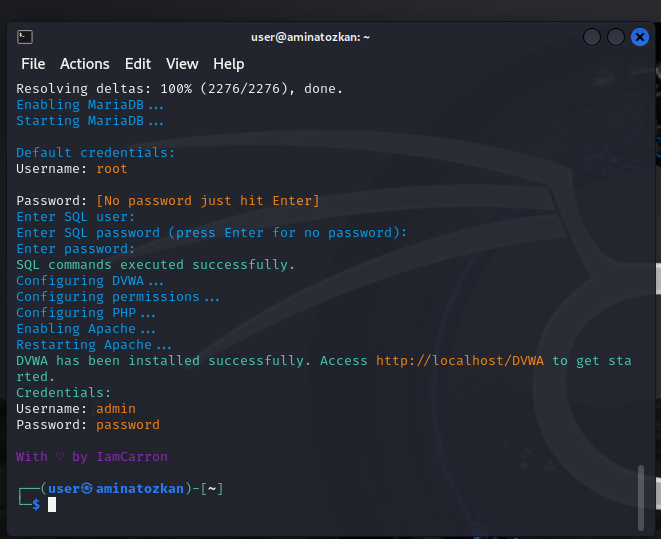 user@aminatozkan: ~
File Actions Edit View Help
Resolving deltas: 100% (2276/2276), done.
Enabling MariaDB...
Starting MariaDB...
Default credentials:
Username: root
Password: [No password just hit Enter]
Enter SQL user:
Enter SQL password (press Enter for no password):
Enter password:
SQL commands executed successfully.
Configuring DVWA...
Configuring permissions...
Configuring PHP...
Enabling Apache...
Restarting Apache...
DVWA has been installed successfully. Access http://localhost/DVWA to get sta
rted.
Credentials:
Username: admin
Password: password
With ♡ by IamCarron
┌──(user㉿aminatozkan)-[~]
└─$